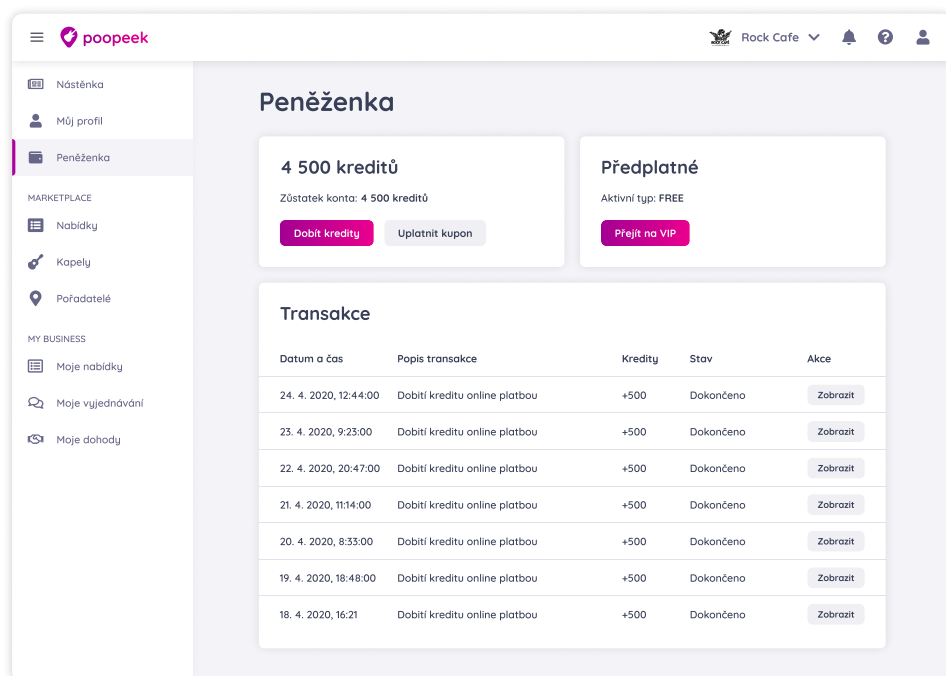 poopeek
ROCK CAFE Rock Cafe
Nástěnka
Můj profil
Peněženka
MARKETPLACE
Nabídky
Kapely
Pořadatelé
MY BUSINESS
Moje nabídky
Moje vyjednávání
Moje dohody
Peněženka
4 500 kreditů
Zůstatek konta: 4 500 kreditů
Dobít kredity Uplatnit kupon
Předplatné
Aktivní typ: FREE
Přejít na VIP
Transakce
Datum a čas Popis transakce Kredity Stav Akce
24. 4. 2020, 12:44:00 Dobití kreditu online platbou +500 Dokončeno Zobrazit
23. 4. 2020, 9:23:00 Dobití kreditu online platbou +500 Dokončeno Zobrazit
22. 4. 2020, 20:47:00 Dobití kreditu online platbou +500 Dokončeno Zobrazit
21. 4. 2020, 11:14:00 Dobití kreditu online platbou +500 Dokončeno Zobrazit
20. 4. 2020, 8:33:00 Dobití kreditu online platbou +500 Dokončeno Zobrazit
19. 4. 2020, 18:48:00 Dobití kreditu online platbou +500 Dokončeno Zobrazit
18. 4. 2020, 16:21 Dobití kreditu online platbou +500 Dokončeno Zobrazit